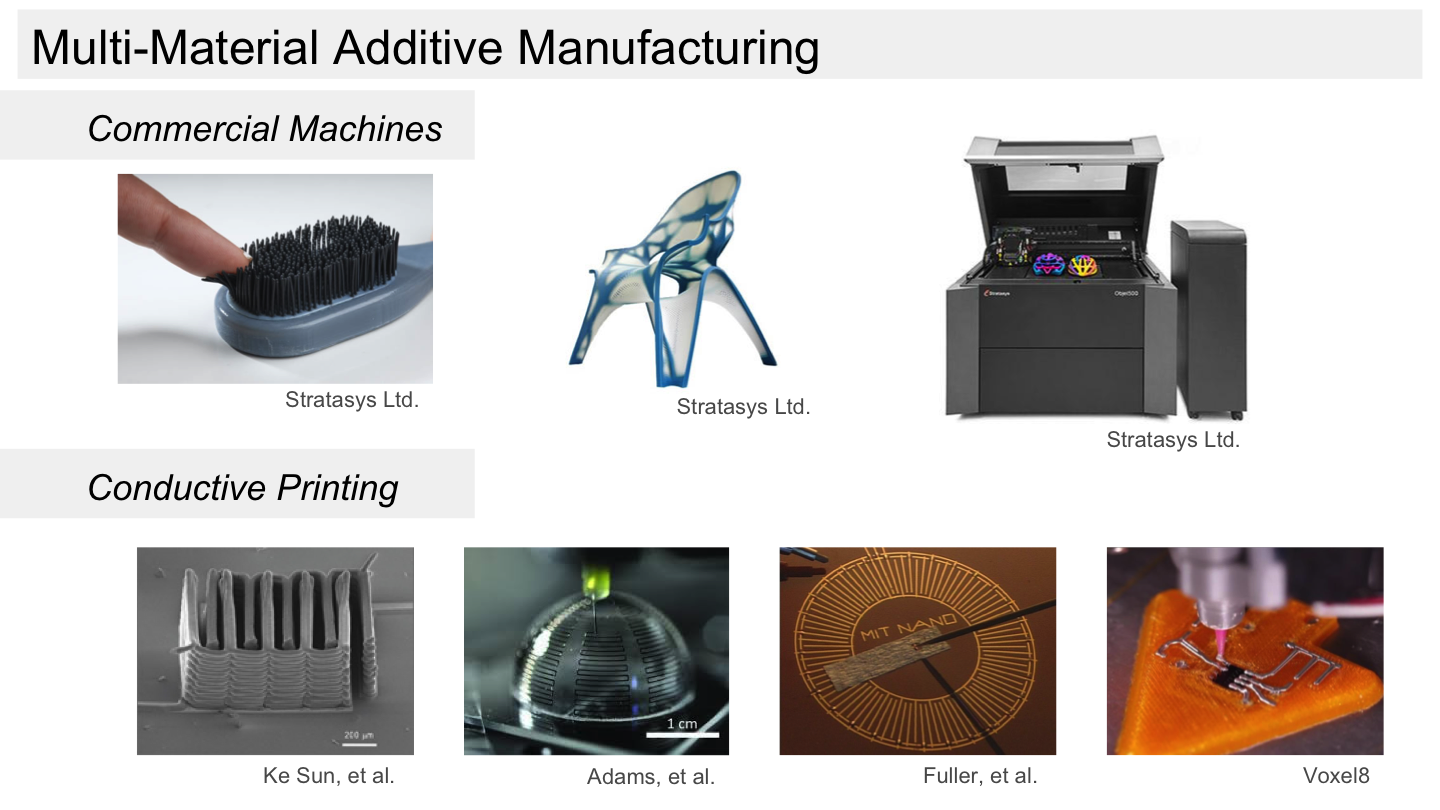 Multi-Material Additive Manufacturing
Commercial Machines
Stratasys Ltd.
Stratasys Ltd.
Stratasys
Objet500
Stratasys Ltd.
Conductive Printing
200 µm
1 cm
MIT NANO
Ke Sun, et al.
Adams, et al.
Fuller, et al.
Voxel8